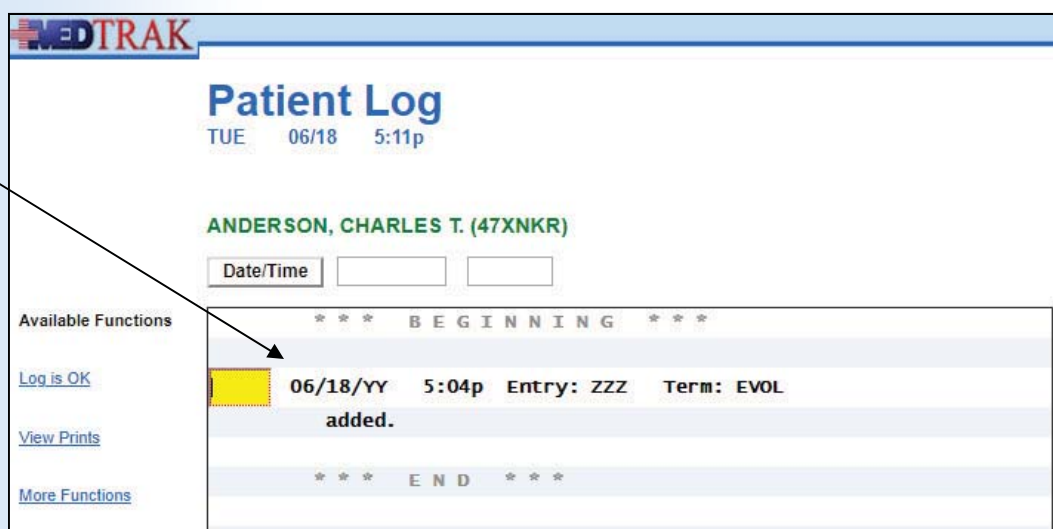 MEDTRAK
Patient Log
TUE 06/18 5:11p
ANDERSON, CHARLES T. (47XNKR)
Date/Time
Available Functions
Log is OK
View Prints
More Functions
* * * B E G I N N I N G * * *
06/18/YY 5:04p Entry: ZZZ Term: EVOL
added.
* * * E N D * * *